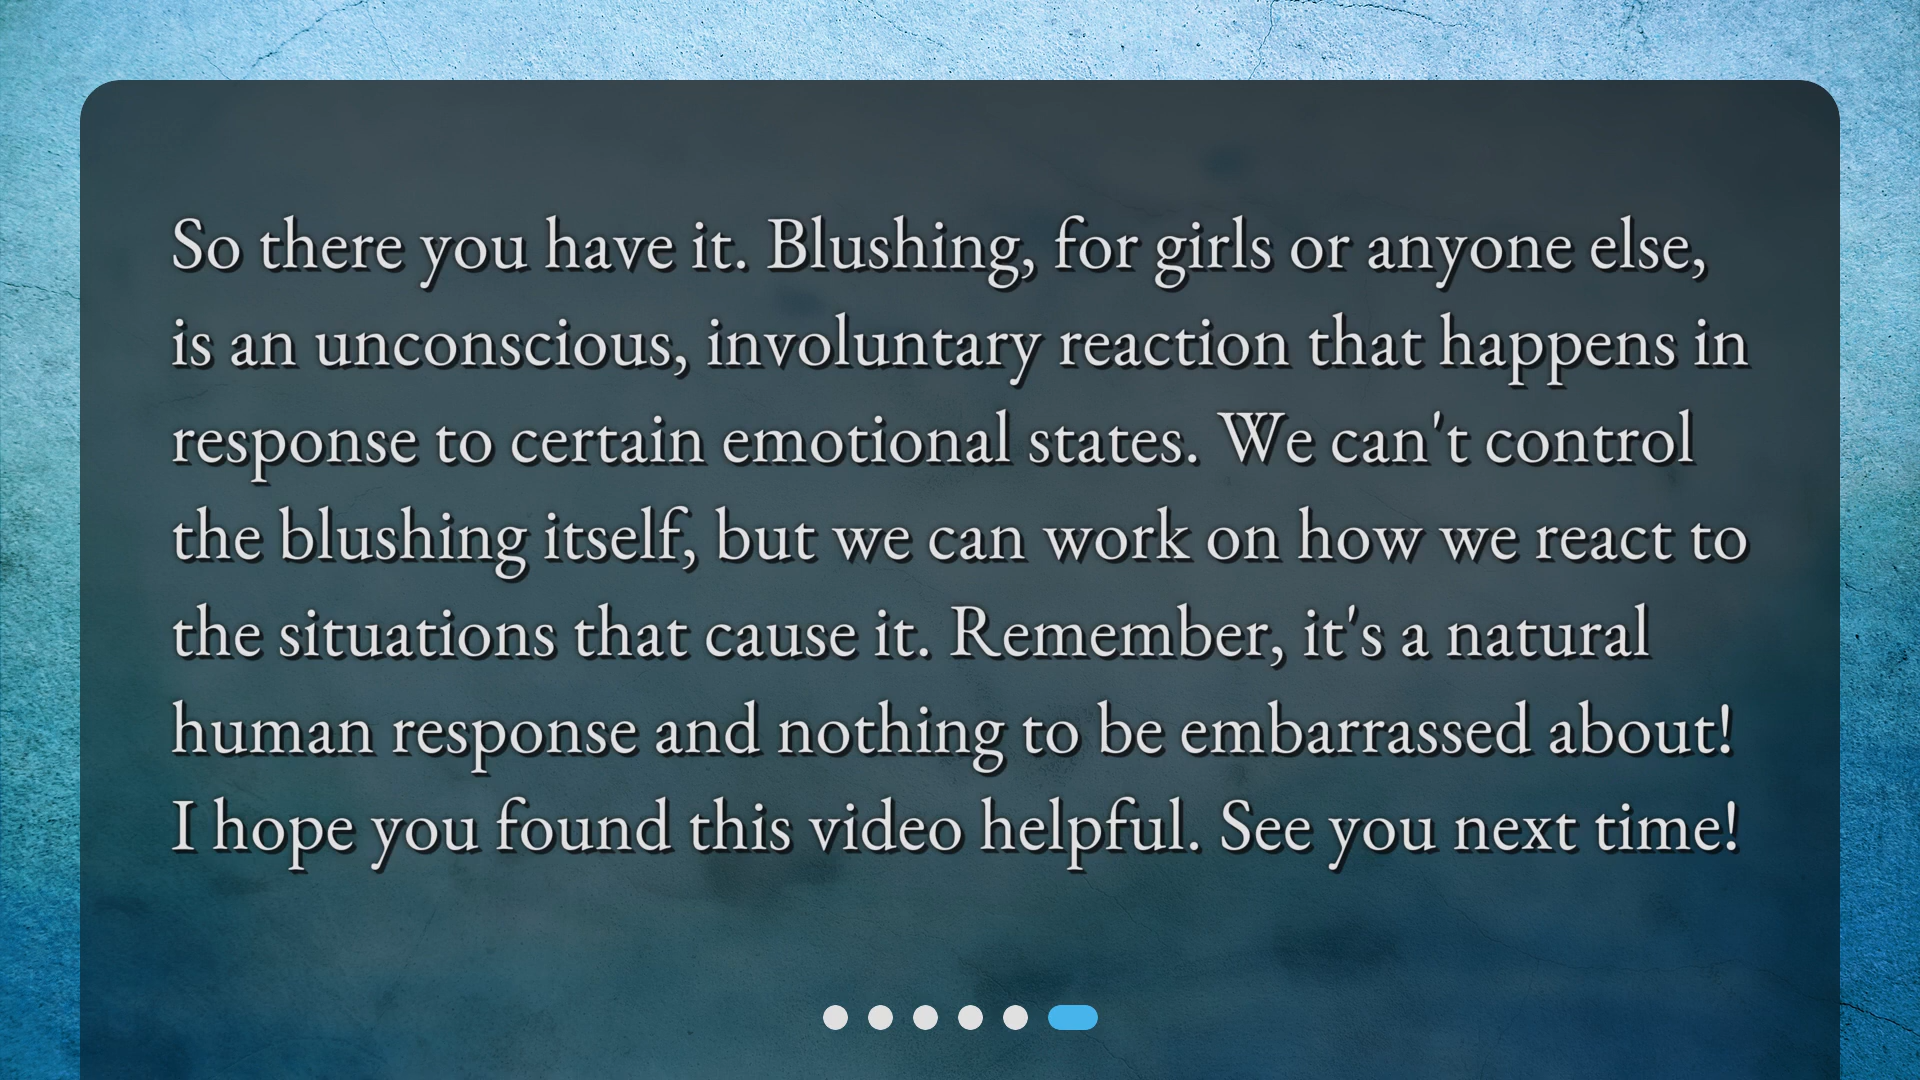 So there you have it. Blushing, for girls or anyone else,
is an unconscious, involuntary reaction that happens in
response to certain emotional states. We can't control
the blushing itself, but we can work on how we react to
the situations that cause it. Remember, it's a natural
human response and nothing to be embarrassed about!
I hope you found this video helpful. See you next time!